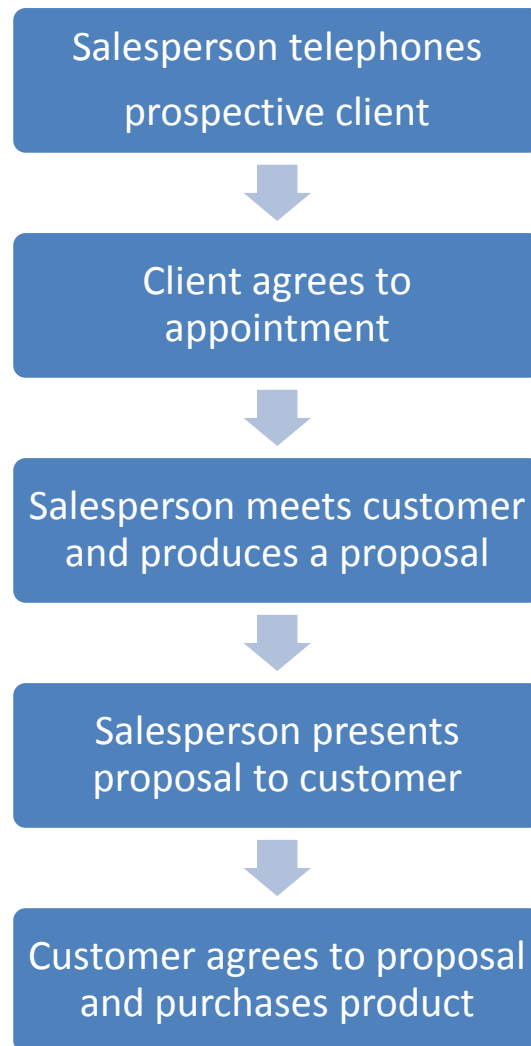 Salesperson telephones
prospective client
Client agrees to
appointment
Salesperson meets customer
and produces a proposal
Salesperson presents
proposal to customer
Customer agrees to proposal
and purchases product